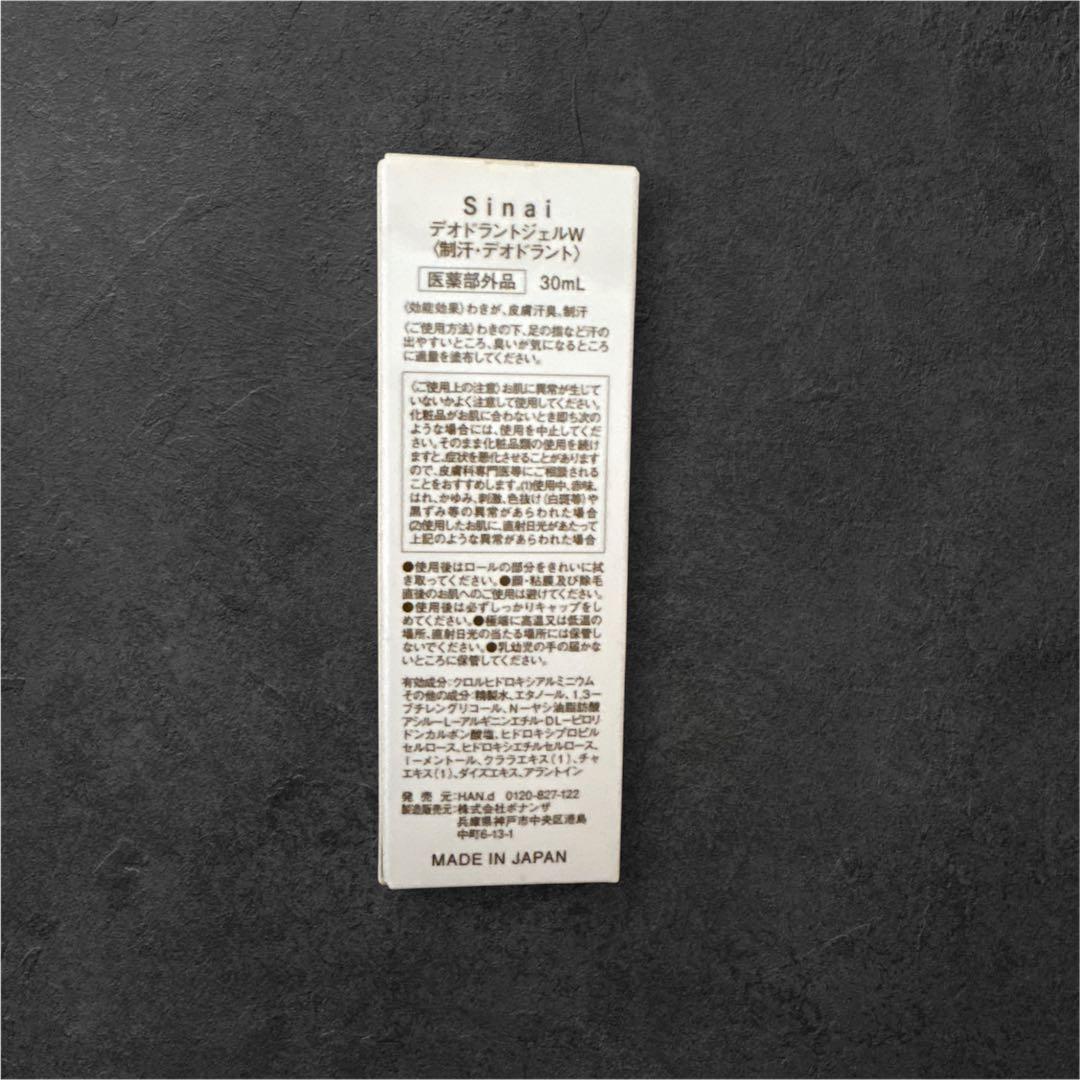 Sinai
デオドラントジェルW
〈制汗・デオドラント〉
医薬部外品 30mL
〈効能効果〉わきが、皮膚汗臭、制汗
〈ご使用方法〉わきの下、足の指など汗の
出やすいところ、臭いが気になるところ
に適量を塗布してください。
〈ご使用上の注意〉お肌に異常が生じて
いないかよく注意して使用してください。
化粧品がお肌に合わないとき即ち次の
ような場合には、使用を中止してくだ
さい。そのまま化粧品類の使用を続け
ますと、症状を悪化させることがあります
ので、皮膚科専門医等にご相談される
ことをおすすめします。(1)使用中、赤味、
はれ、かゆみ、刺激、色抜け(白斑等)や
黒ずみ等の異常があらわれた場合
(2)使用したお肌に、直射日光があたって
上記のような異常があらわれた場合
●使用後はロールの部分をきれいに拭
き取ってください。●顔・粘膜及び除毛
直後のお肌へのご使用は避けてください。
●使用後は必ずしっかりキャップをし
めてください。●極端に高温又は低温の
場所、直射日光の当たる場所には保管し
ないでください。●乳幼児の手の届かな
いところに保管してください。
有効成分:クロルヒドロキシアルミニウム
その他の成分:精製水、エタノール、1,3ー
ブチレングリコール、Nーヤシ油脂肪酸
アシルーLーアルギニンエチル・DLーピロリ
ドンカルボン酸塩、ヒドロキシプロピル
セルロース、ヒドロキシエチルセルロース、
lーメントール、クララエキス(1)、チャ
エキス(1)、ダイズエキス、アラントイン
発売元:HAN.d 0120-827-122
製造販売元:株式会社ボナンザ
兵庫県神戸市中央区港島
中町6-13-1
MADE IN JAPAN